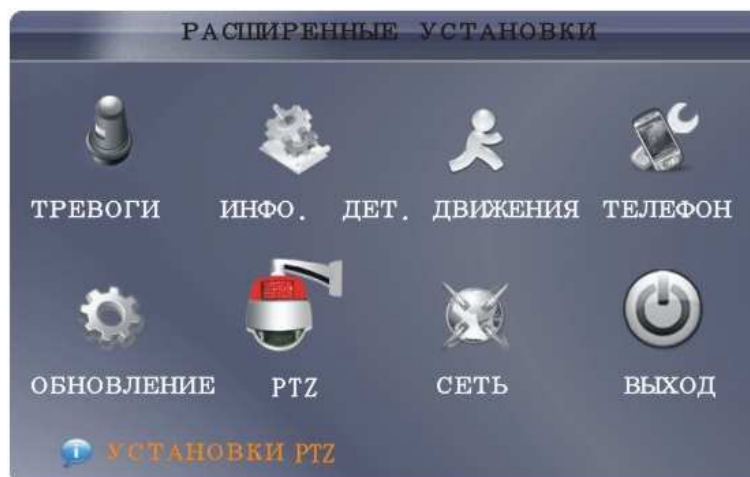 РАСШИРЕННЫЕ УСТАНОВКИ
ТРЕВОГИ ИНФО. ДЕТ. ДВИЖЕНИЯ ТЕЛЕФОН
ОБНОВЛЕНИЕ PTZ СЕТЬ ВЫХОД
УСТАНОВКИ PTZ